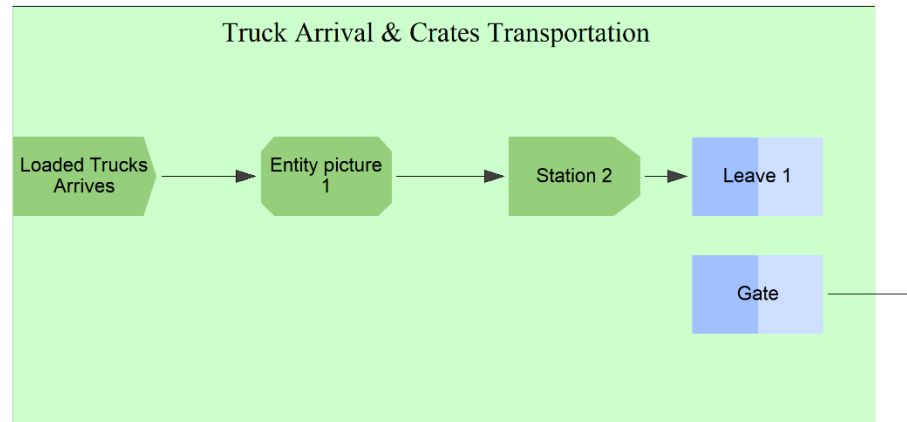 Truck Arrival & Crates Transportation
Loaded Trucks
Arrives
Entity picture
1
Station 2
Leave 1
Gate